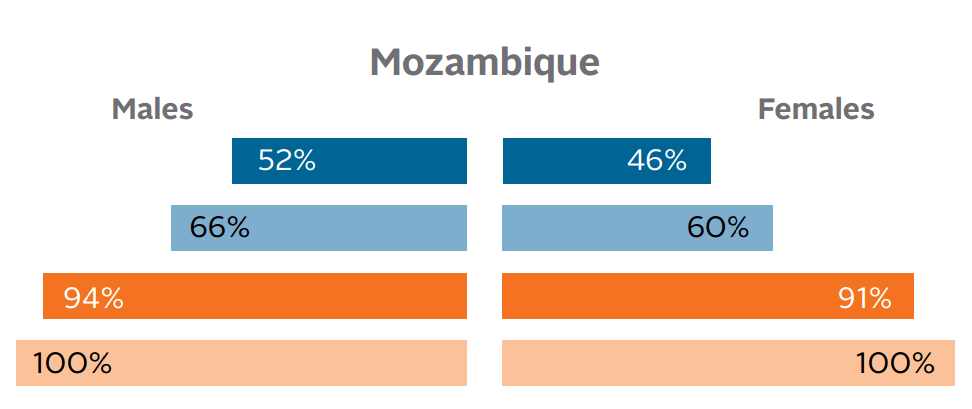 Mozambique
Males Females
52% 46%
66% 60%
94% 91%
100% 100%